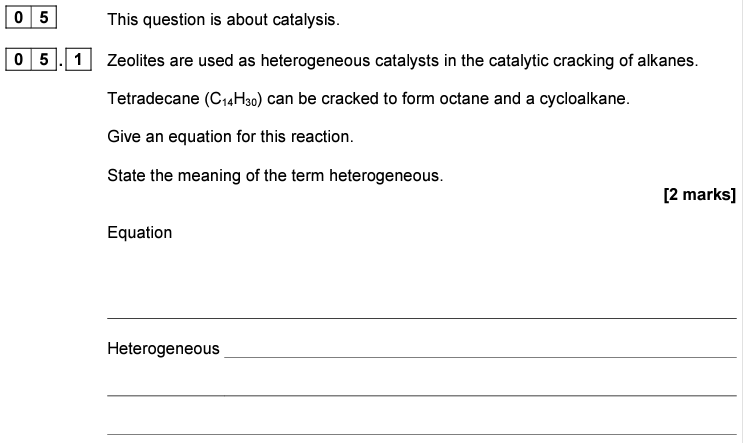 0 5 This question is about catalysis.
0 5 . 1 Zeolites are used as heterogeneous catalysts in the catalytic cracking of alkanes.
Tetradecane (C₁₄H₃₀) can be cracked to form octane and a cycloalkane.
Give an equation for this reaction.
State the meaning of the term heterogeneous.
[2 marks]
Equation
Heterogeneous